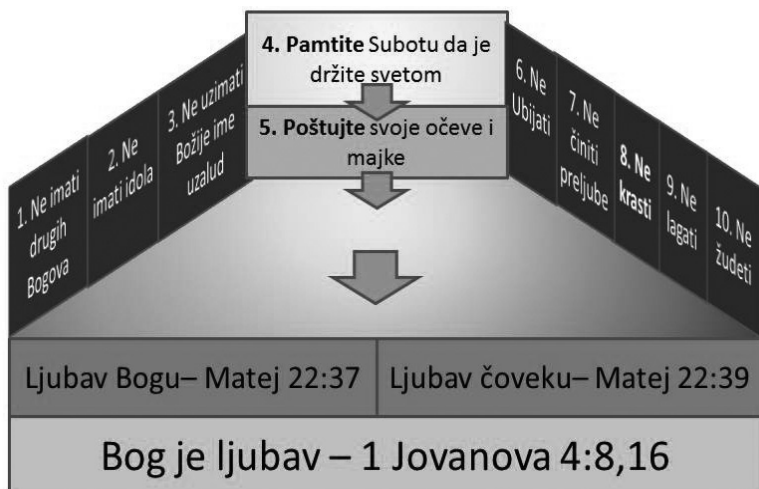 1. Ne imati
drugih
Bogova
2. Ne
imati idola
3. Ne uzimati
Božije ime
uzalud
4. Pamtite Subotu da je
držite svetom
5. Poštujte svoje očeve i
majke
6. Ne
Ubijati
7. Ne
činiti
preljube
8. Ne
krasti
9. Ne
lagati
10. Ne
žudeti
Ljubav Bogu– Matej 22:37
Ljubav čoveku– Matej 22:39
Bog je ljubav – 1 Jovanova 4:8,16